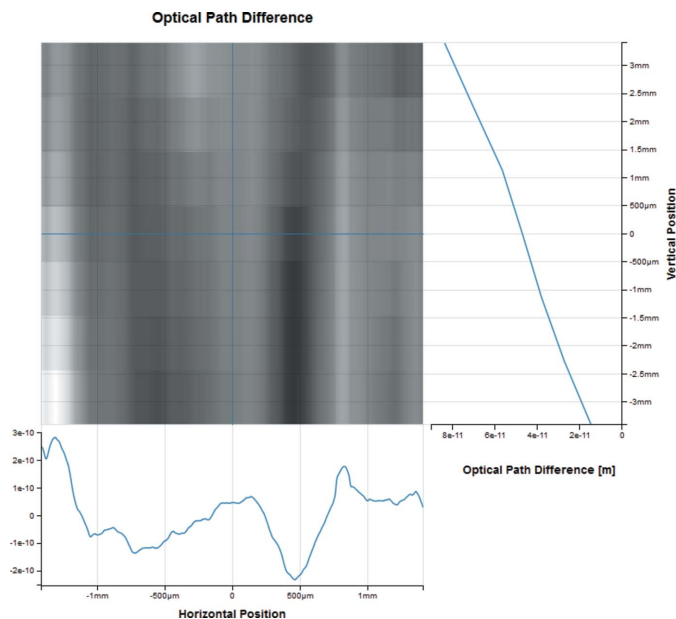 Optical Path Difference
3mm
2.5mm
2mm
1.5mm
1mm
500µm
0
-500µm
-1mm
-1.5mm
-2mm
-2.5mm
-3mm
Vertical Position
8e-11 6e-11 4e-11 2e-11 0
Optical Path Difference [m]
3e-10
2e-10
1e-10
0
-1e-10
-2e-10
-1mm -500µm 0 500µm 1mm
Horizontal Position